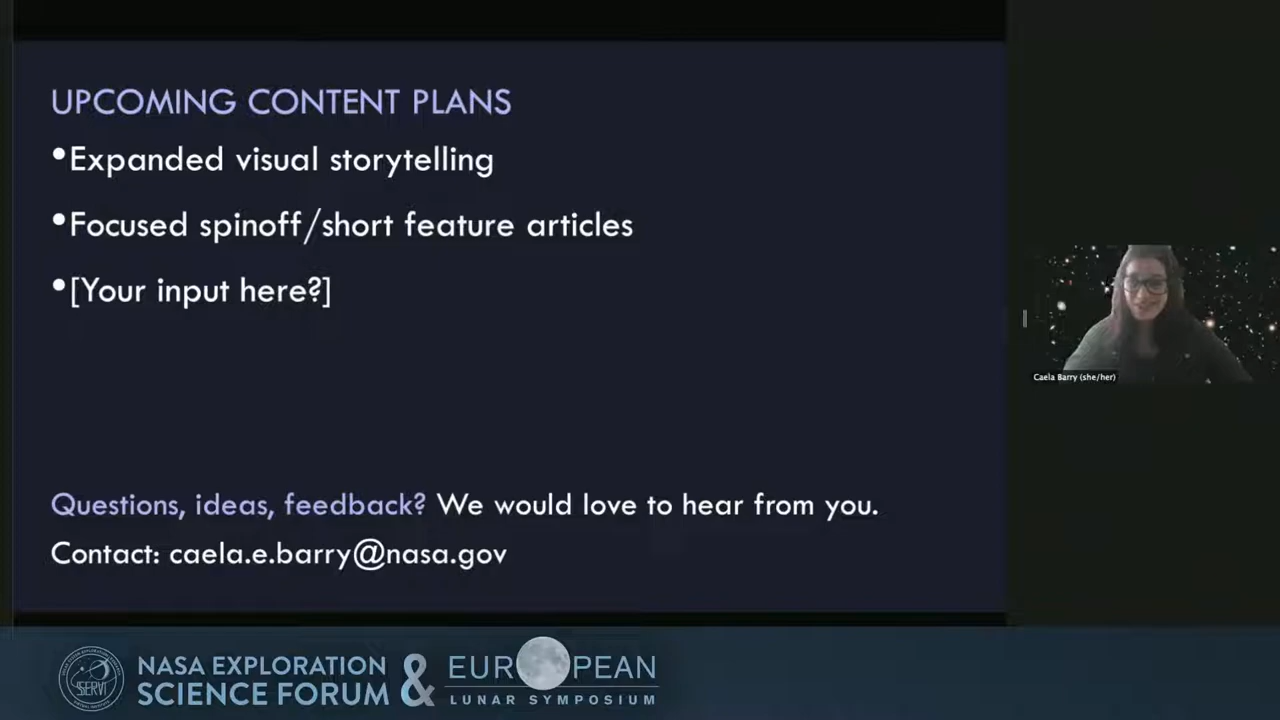 UPCOMING CONTENT PLANS
•Expanded visual storytelling
•Focused spinoff/short feature articles
•[Your input here?]
Questions, ideas, feedback? We would love to hear from you.
Contact: caela.e.barry@nasa.gov
Caela Barry (she/her)
SERVI
NASA EXPLORATION
SCIENCE FORUM
&
EUROPEAN
LUNAR SYMPOSIUM